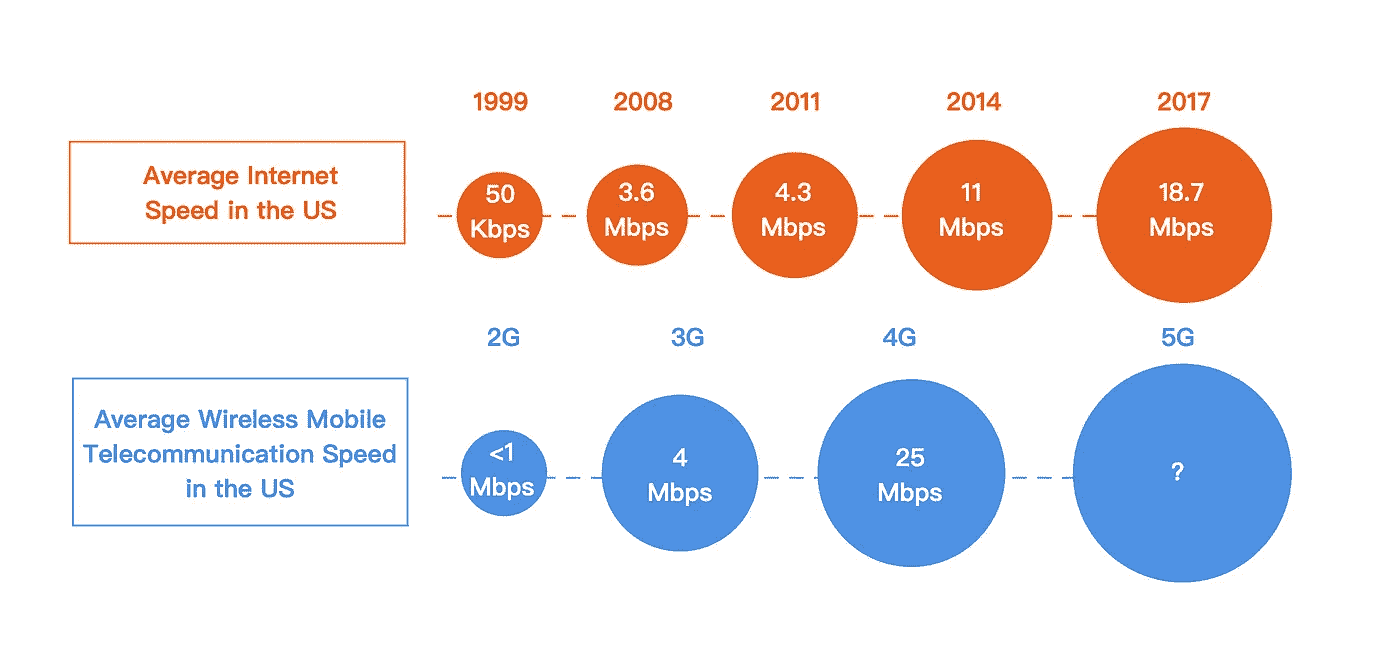 1999
2008
2011
2014
2017
Average Internet
Speed in the US
50
Kbps
3.6
Mbps
4.3
Mbps
11
Mbps
18.7
Mbps
2G
3G
4G
5G
Average Wireless Mobile
Telecommunication Speed
in the US
<1
Mbps
4
Mbps
25
Mbps
?